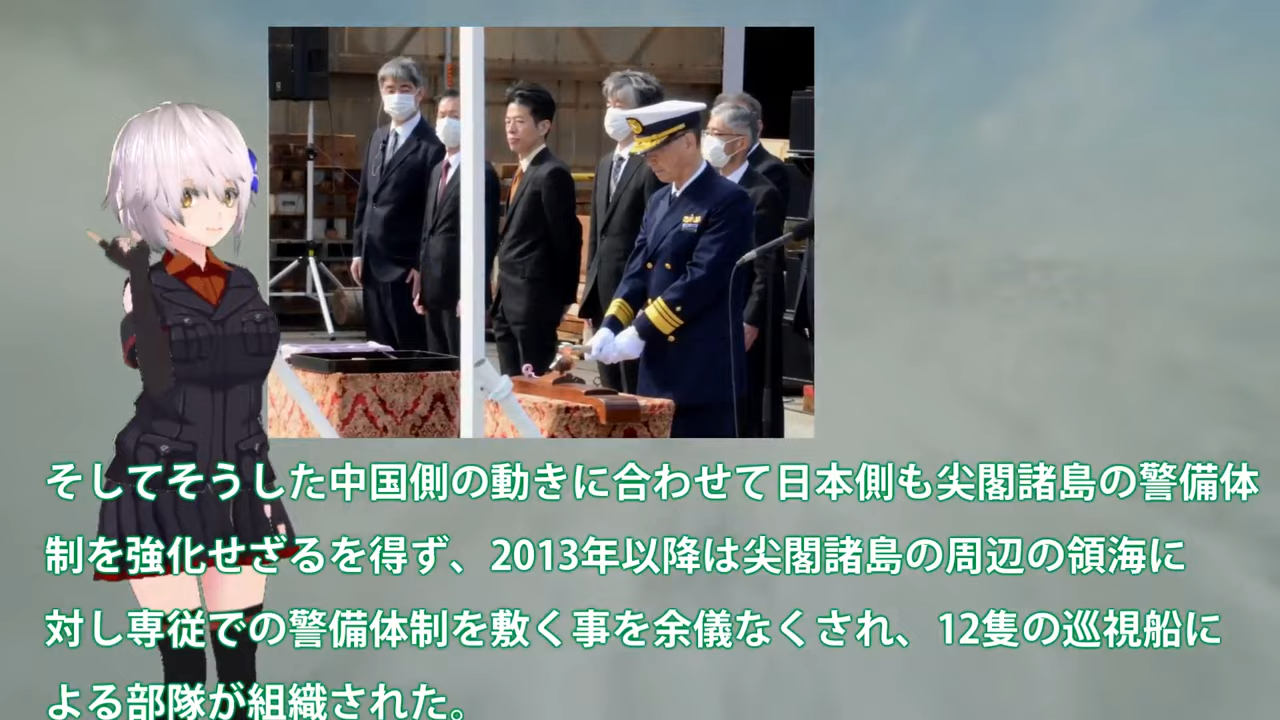 そしてそうした中国側の動きに合わせて日本側も尖閣諸島の警備体
制を強化せざるを得ず、2013年以降は尖閣諸島の周辺の領海に
対し専従での警備体制を敷く事を余儀なくされ、12隻の巡視船に
よる部隊が組織された。